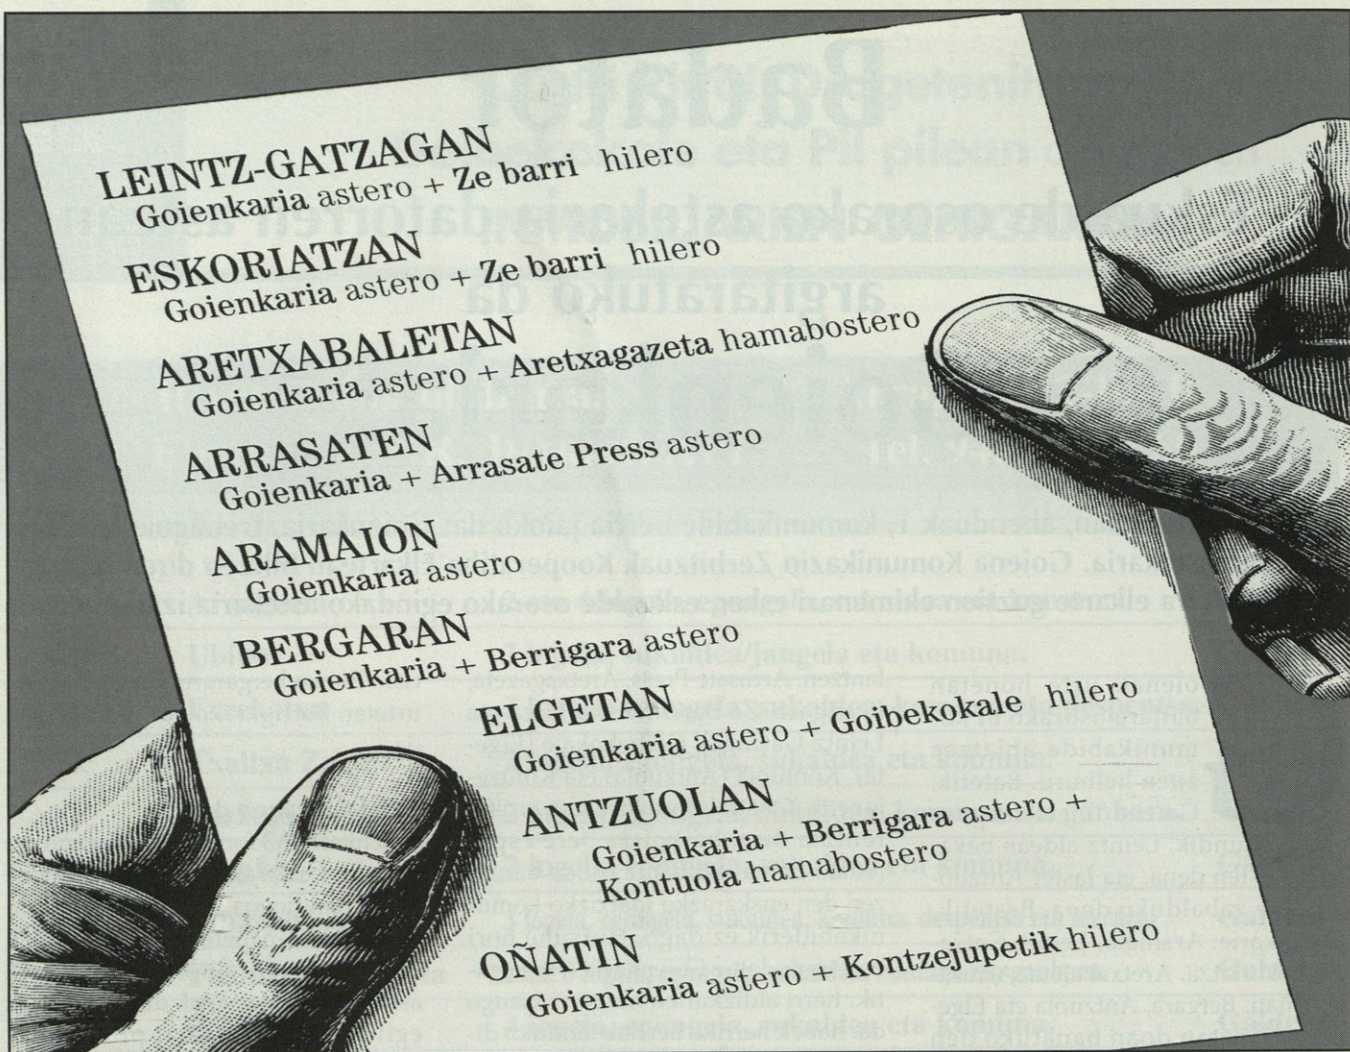 LEINTZ-GATZAGAN
Goienkaria astero + Ze barri hilero
ESKORIATZAN
Goienkaria astero + Ze barri hilero
ARETXABALETAN
Goienkaria astero + Aretxagazeta hamabostero
ARRASATEN
Goienkaria + Arrasate Press astero
ARAMAION
Goienkaria astero
BERGARAN
Goienkaria + Berrigara astero
ELGETAN
Goienkaria astero + Goibekokale hilero
ANTZUOLAN
Goienkaria + Berrigara astero +
Kontuola hamabostero
OÑATIN
Goienkaria astero + Kontzejupetik hilero